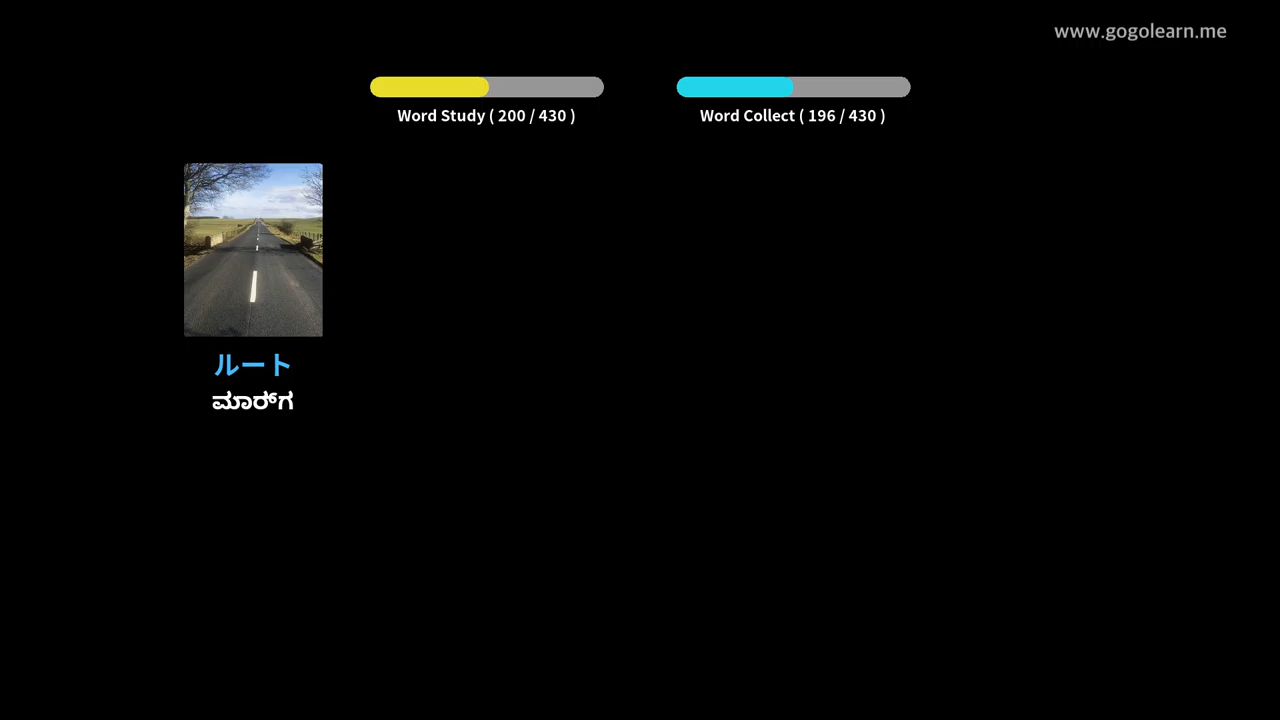 www.gogolearn.me
Word Study ( 200 / 430 )
Word Collect ( 196 / 430 )
ルート
ಮಾರ್‍ಗ